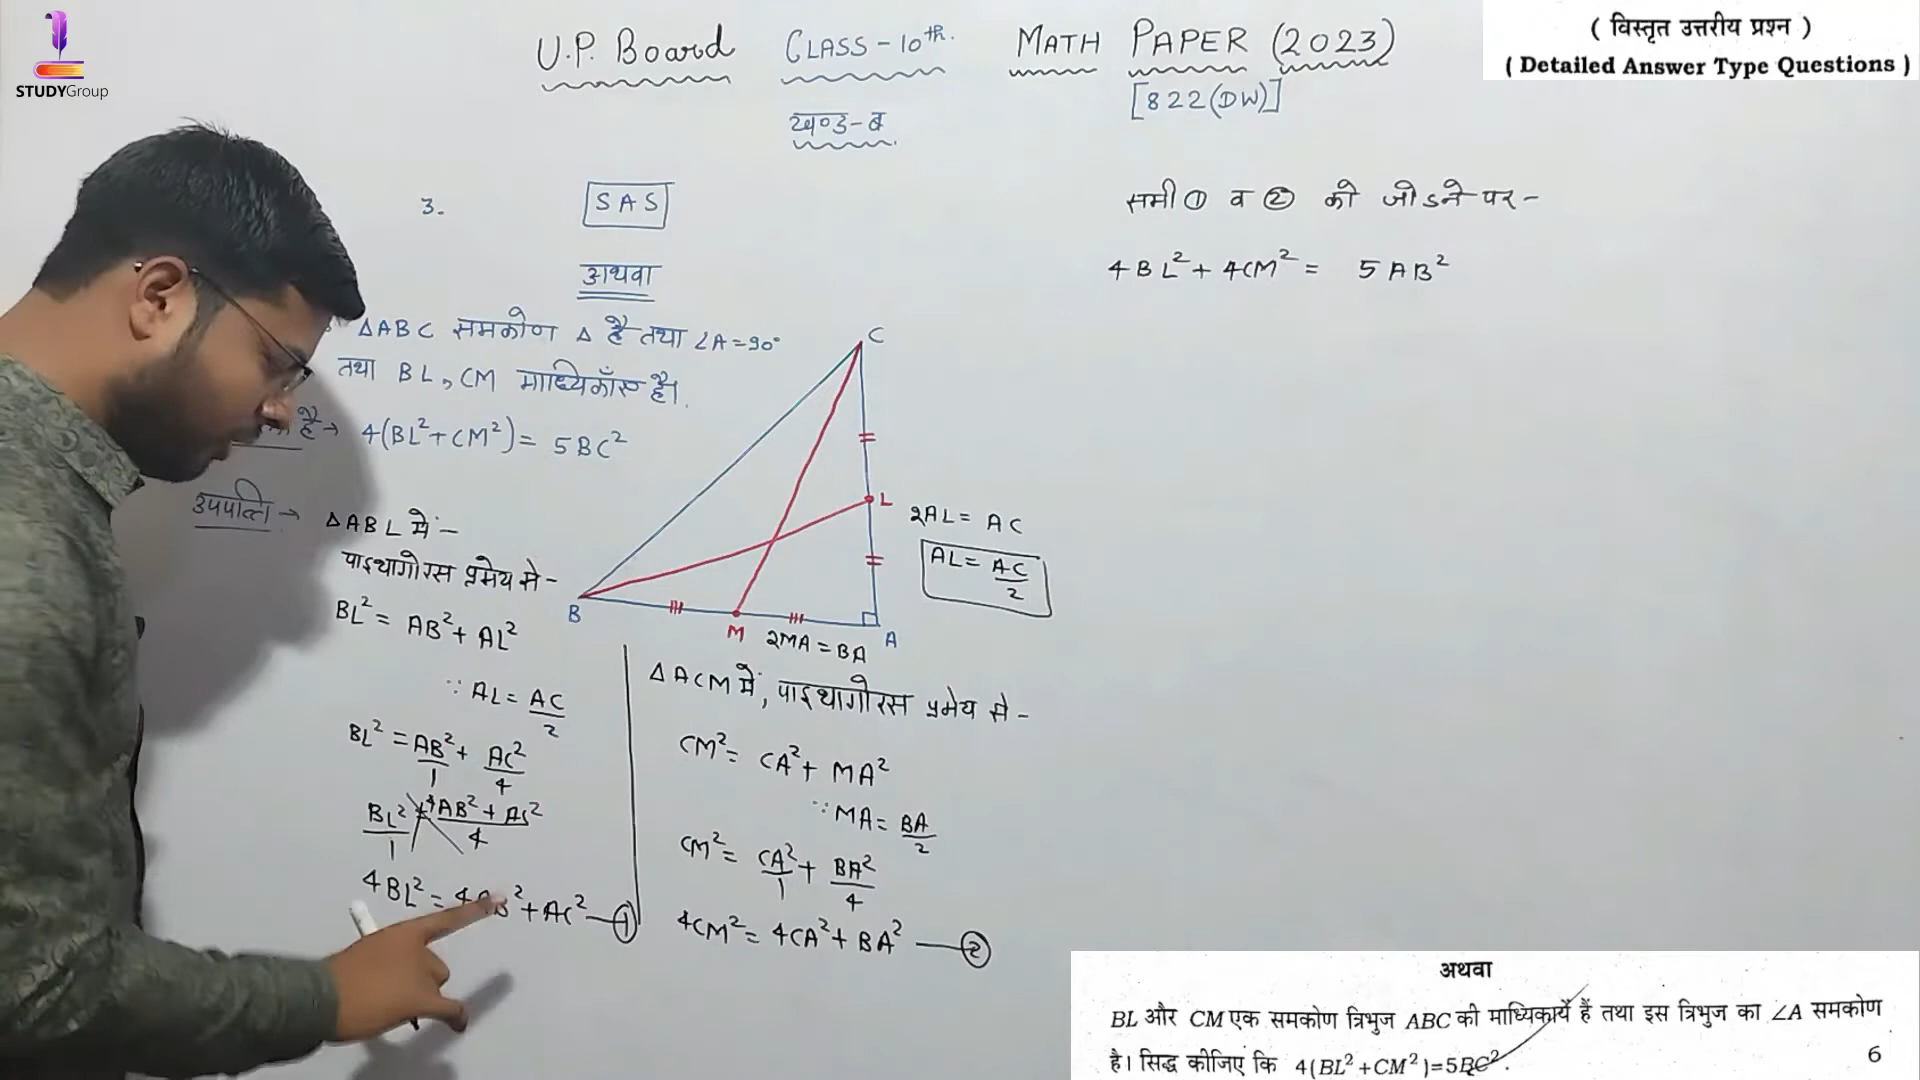 STUDYGroup
U.P. Board CLASS-10th. MATH PAPER (2023)
[822(DW)]
खण्ड-ब
( विस्तृत उत्तरीय प्रश्न )
( Detailed Answer Type Questions )
3. SAS
अथवा
ΔABC समकोण Δ है तथा ∠A=90°
तथा BL, CM माध्यिकाँए है।
है→ 4(BL²+CM²)= 5BC²
उपपत्ति→ ΔABL में:-
पाइथागोरस प्रमेय से-
BL²= AB²+AL²
∵ AL= AC/2
BL²= AB²/1 + AC²/4
BL²/1 = 4AB²+AC²/4
4BL²= 4AB²+AC² —①
C
L
B
M
A
2AL= AC
AL= AC/2
2MA=BA
ΔACM में, पाइथागोरस प्रमेय से-
CM²= CA²+ MA²
∵MA= BA/2
CM²= CA²/1 + BA²/4
4CM²= 4CA²+BA² —②
समी ① व ② को जोडने पर-
4BL²+4CM²= 5AB²
अथवा
BL और CM एक समकोण त्रिभुज ABC की माध्यिकायें हैं तथा इस त्रिभुज का ∠A समकोण
है। सिद्ध कीजिए कि 4(BL²+CM²)=5BC². 6